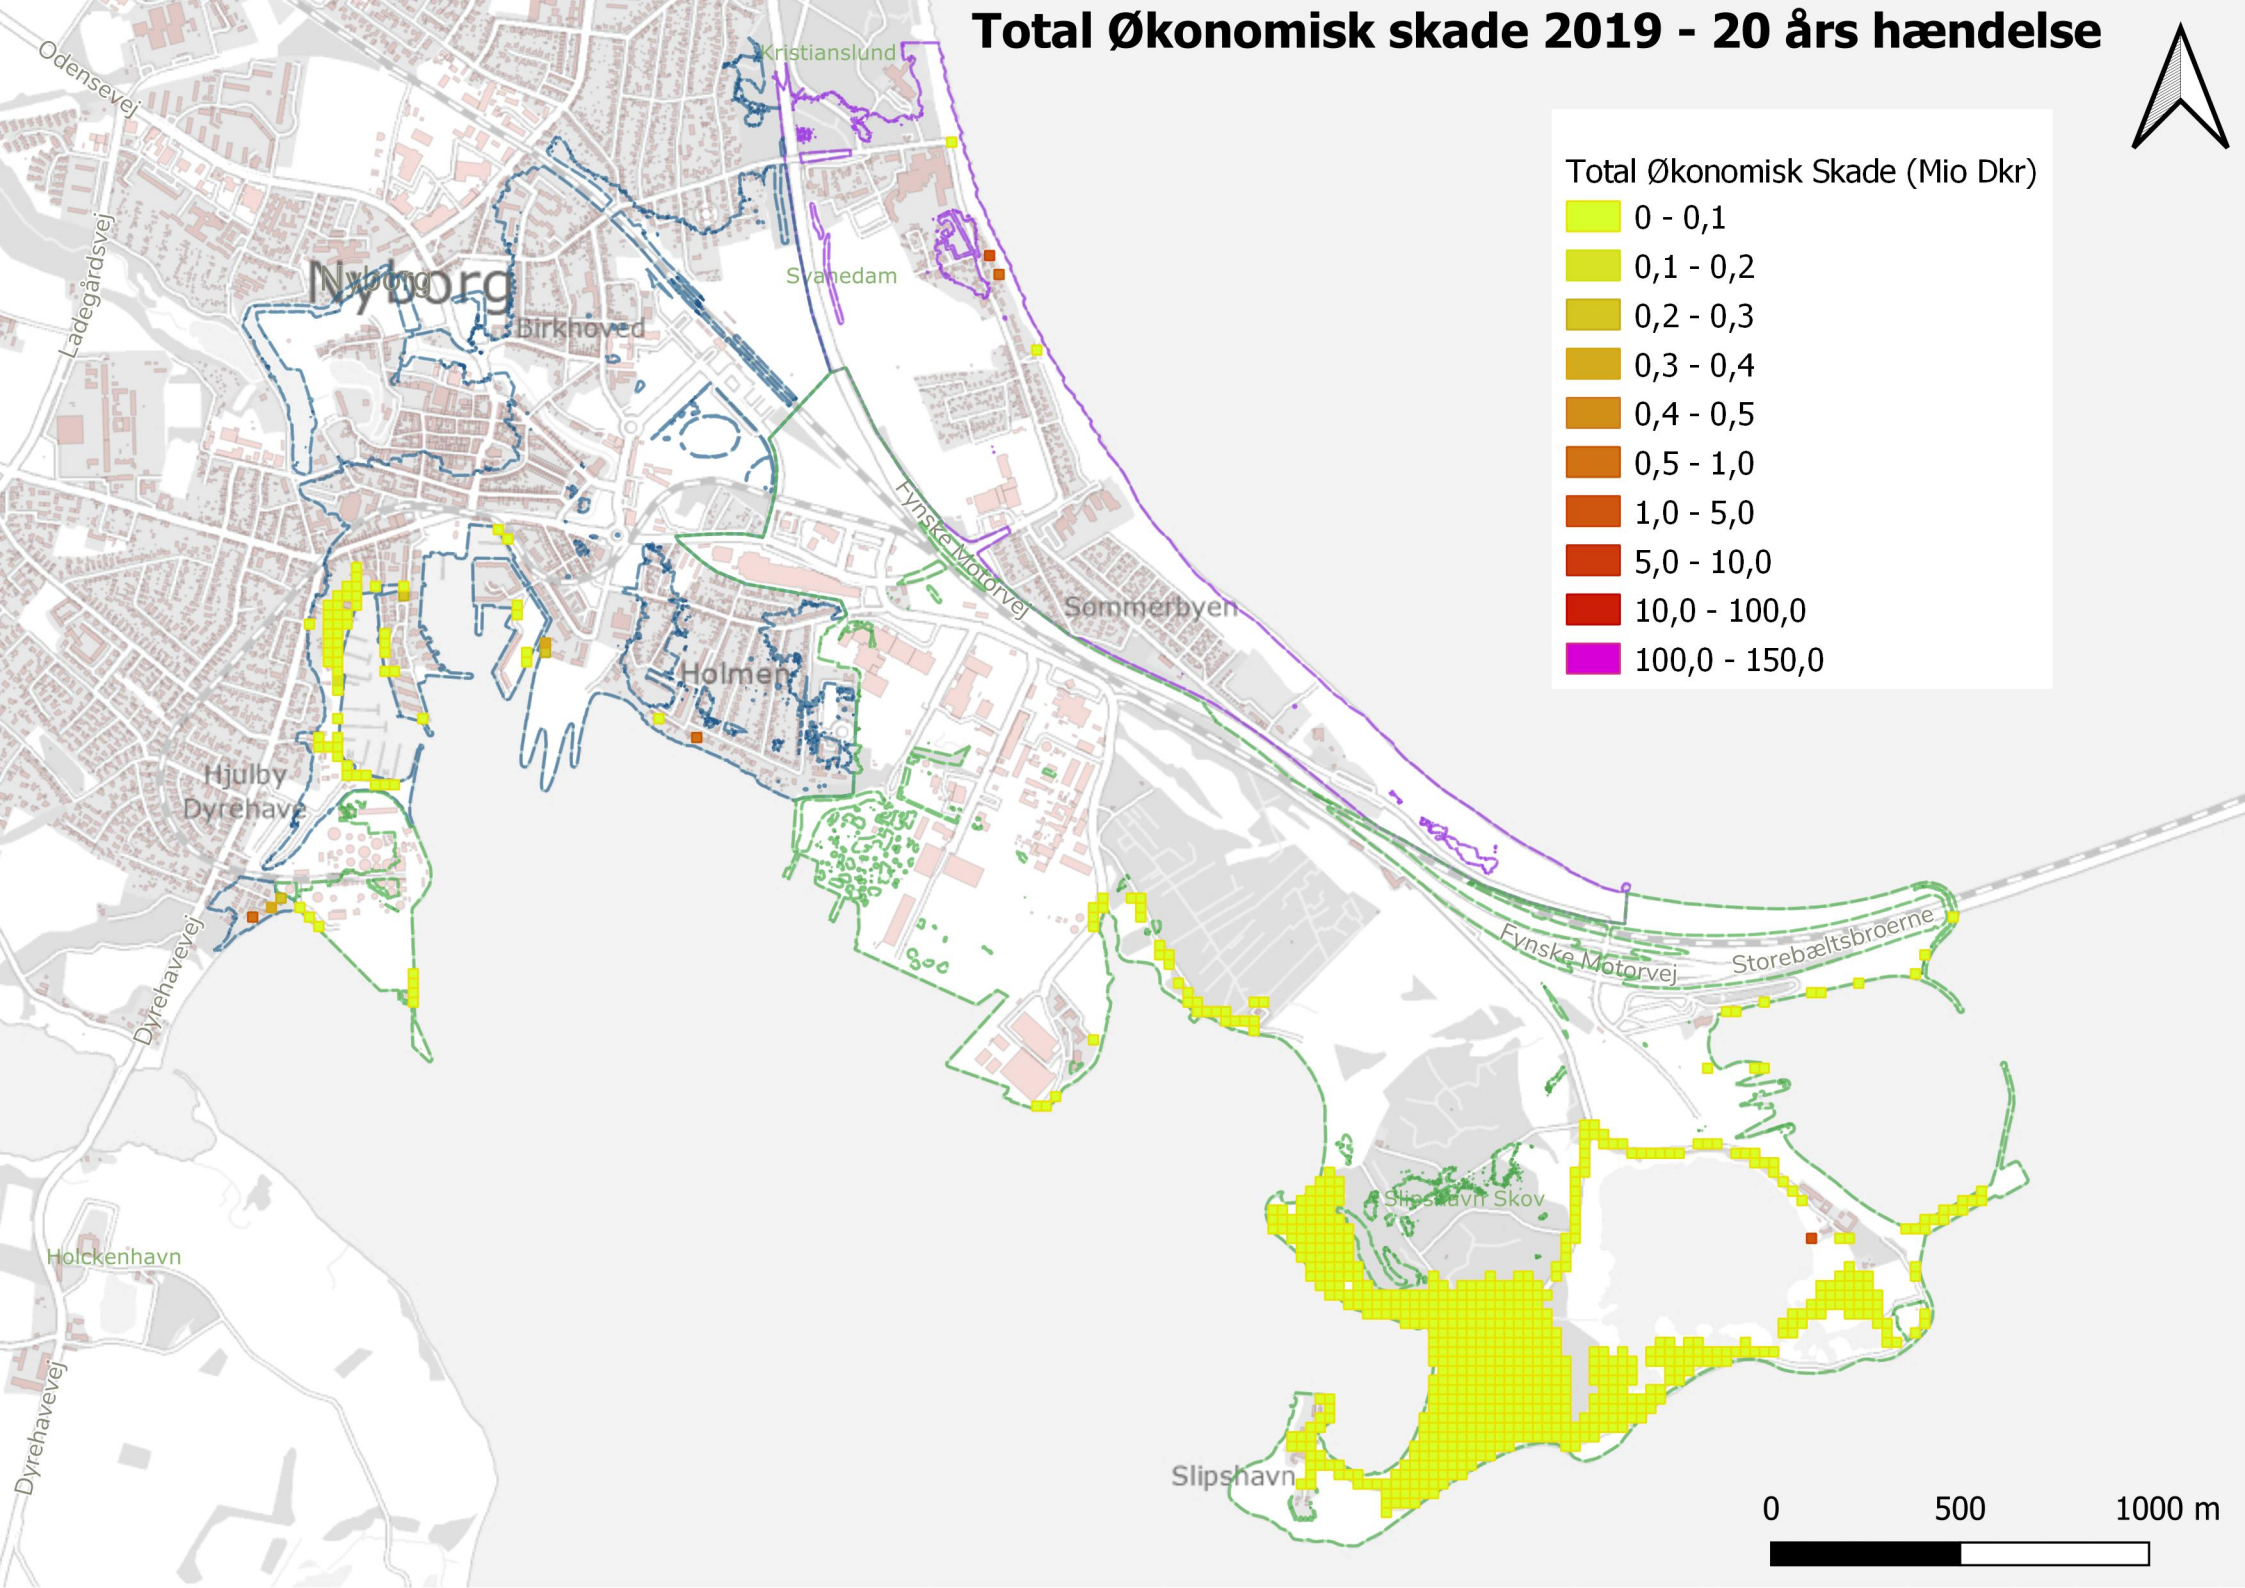 Total Økonomisk skade 2019 - 20 års hændelse
Total Økonomisk Skade (Mio Dkr)
0 - 0,1
0,1 - 0,2
0,2 - 0,3
0,3 - 0,4
0,4 - 0,5
0,5 - 1,0
1,0 - 5,0
5,0 - 10,0
10,0 - 100,0
100,0 - 150,0
Kristianslund
Odensevej
Ladegårdsvej
Nyborg
Nyborg
Svanedam
Birkhoved
Fynske Motorvej
Sommerbyen
Holmen
Hjulby
Dyrehave
Dyrehavevej
Fynske Motorvej
Storebæltsbroerne
Slipshavn Skov
Holckenhavn
Dyrehavevej
Slipshavn
0 500 1000 m